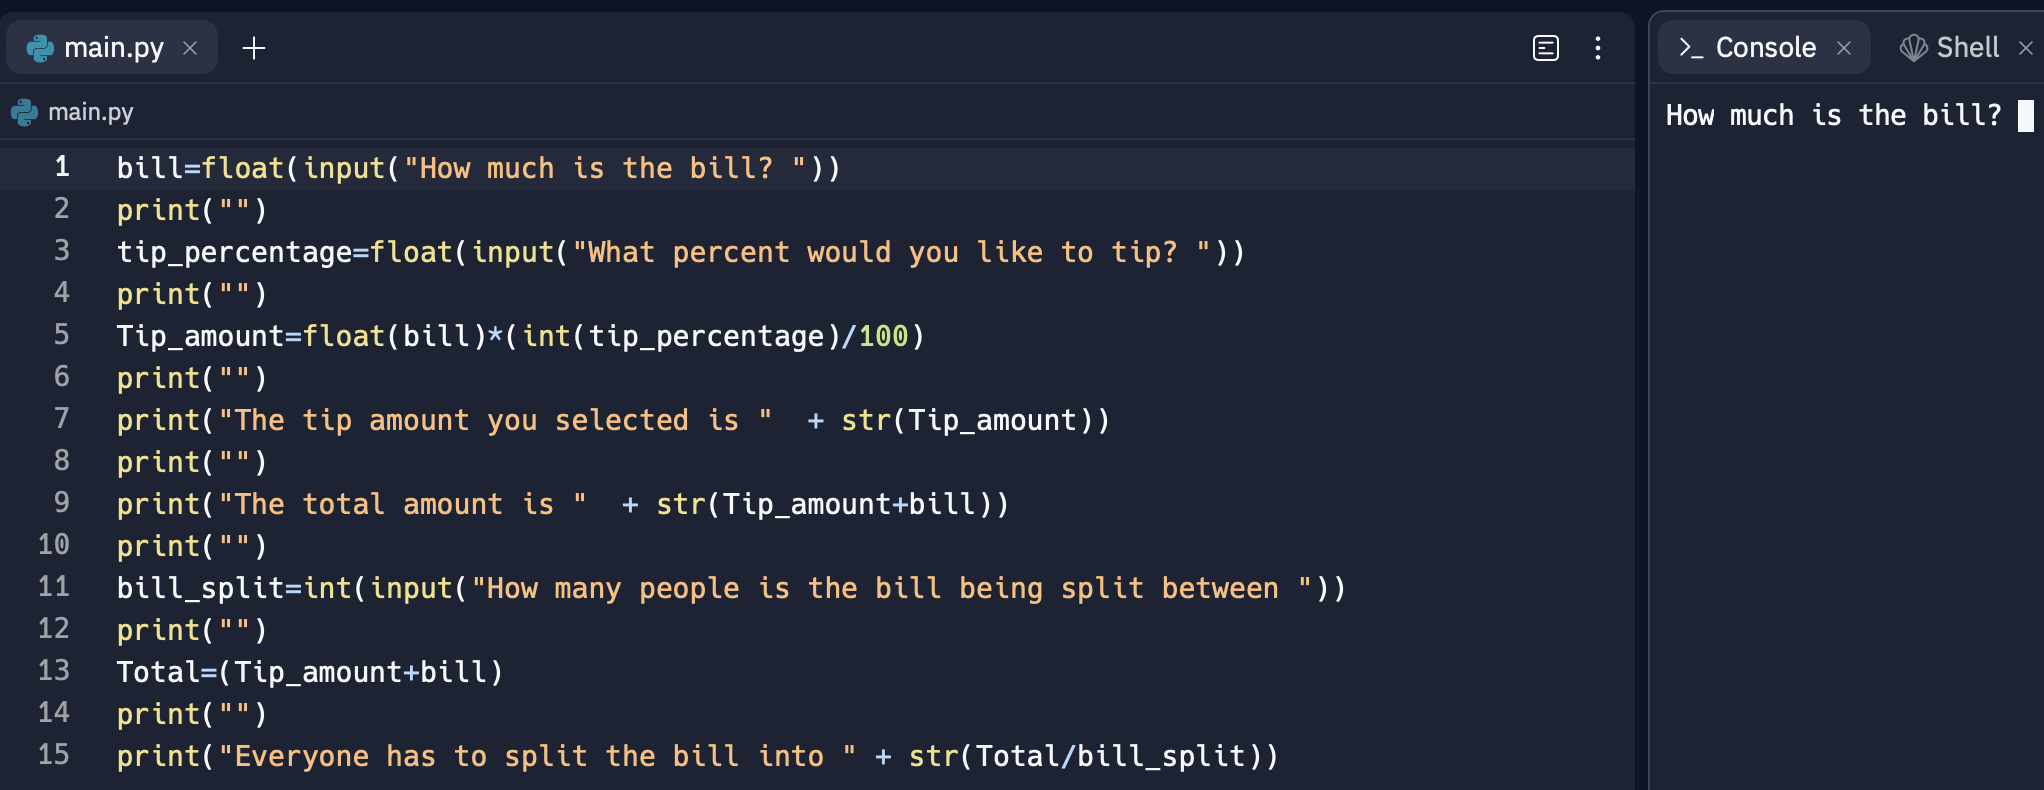 main.py
Console
Shell
main.py
How much is the bill?
1 bill=float(input("How much is the bill? "))
2 print("")
3 tip_percentage=float(input("What percent would you like to tip? "))
4 print("")
5 Tip_amount=float(bill)*(int(tip_percentage)/100)
6 print("")
7 print("The tip amount you selected is "  + str(Tip_amount))
8 print("")
9 print("The total amount is "  + str(Tip_amount+bill))
10 print("")
11 bill_split=int(input("How many people is the bill being split between "))
12 print("")
13 Total=(Tip_amount+bill)
14 print("")
15 print("Everyone has to split the bill into " + str(Total/bill_split))